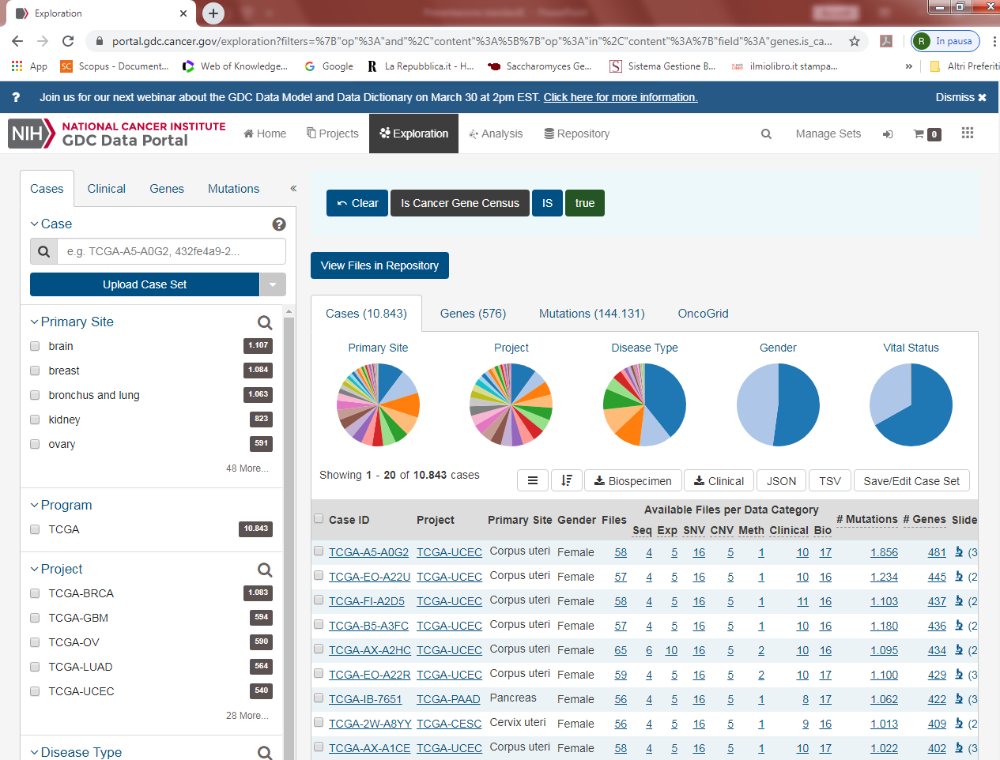 Exploration
portal.gdc.cancer.gov/exploration?filters=%7B"op"%3A"and"%2C"content"%3A%5B%7B"op"%3A"in"%2C"content"%3A%7B"field"%3A"genes.is_ca...
R In pausa
App SC Scopus - Document... Web of Knowledge... Google R La Repubblica.it - H... Saccharomyces Ge... Sistema Gestione B... ilmiolibro.it stampa... » Altri Preferiti
? Join us for our next webinar about the GDC Data Model and Data Dictionary on March 30 at 2pm EST. Click here for more information. Dismiss ✖
NIH NATIONAL CANCER INSTITUTE
GDC Data Portal
Home Projects Exploration Analysis Repository Manage Sets 0
Cases Clinical Genes Mutations «
Clear Is Cancer Gene Census IS true
Case ?
e.g. TCGA-A5-A0G2, 432fe4a9-2...
Upload Case Set
View Files in Repository
Primary Site
brain 1.107
breast 1.084
bronchus and lung 1.063
kidney 823
ovary 591
48 More...
Program
TCGA 10.843
Project
TCGA-BRCA 1.083
TCGA-GBM 594
TCGA-OV 590
TCGA-LUAD 564
TCGA-UCEC 540
28 More...
Disease Type
Cases (10.843) Genes (576) Mutations (144.131) OncoGrid
Primary Site Project Disease Type Gender Vital Status
Showing 1 - 20 of 10.843 cases
Biospecimen Clinical JSON TSV Save/Edit Case Set
Available Files per Data Category
Case ID Project Primary Site Gender Files Seq Exp SNV CNV Meth Clinical Bio # Mutations # Genes Slide
TCGA-A5-A0G2 TCGA-UCEC Corpus uteri Female 58 4 5 16 5 1 10 17 1.856 481 (3
TCGA-EO-A22U TCGA-UCEC Corpus uteri Female 57 4 5 16 5 1 10 16 1.234 445 (2
TCGA-FI-A2D5 TCGA-UCEC Corpus uteri Female 58 4 5 16 5 1 11 16 1.103 437 (2
TCGA-B5-A3FC TCGA-UCEC Corpus uteri Female 57 4 5 16 5 1 10 16 1.180 436 (2
TCGA-AX-A2HC TCGA-UCEC Corpus uteri Female 65 6 10 16 5 2 10 16 1.095 434 (2
TCGA-EO-A22R TCGA-UCEC Corpus uteri Female 59 4 5 16 5 2 10 17 1.100 429 (3
TCGA-IB-7651 TCGA-PAAD Pancreas Female 56 4 5 16 5 1 8 17 1.062 422 (3
TCGA-2W-A8YY TCGA-CESC Cervix uteri Female 56 4 5 16 5 1 9 16 1.013 409 (2
TCGA-AX-A1CE TCGA-UCEC Corpus uteri Female 58 4 5 16 5 1 10 17 1.022 402 (3